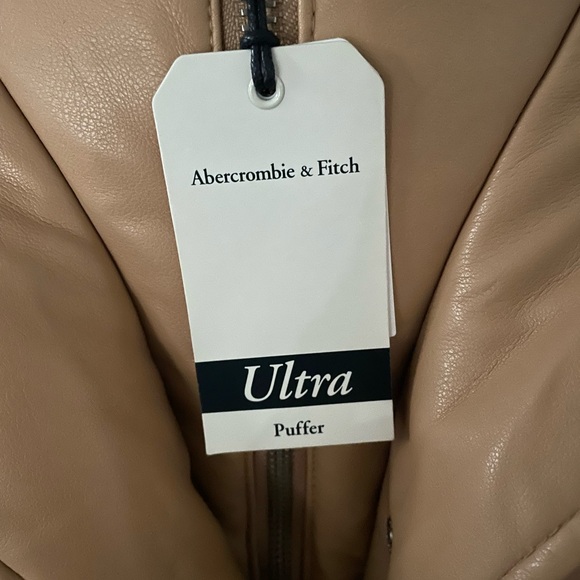 Abercrombie & Fitch
Ultra
Puffer